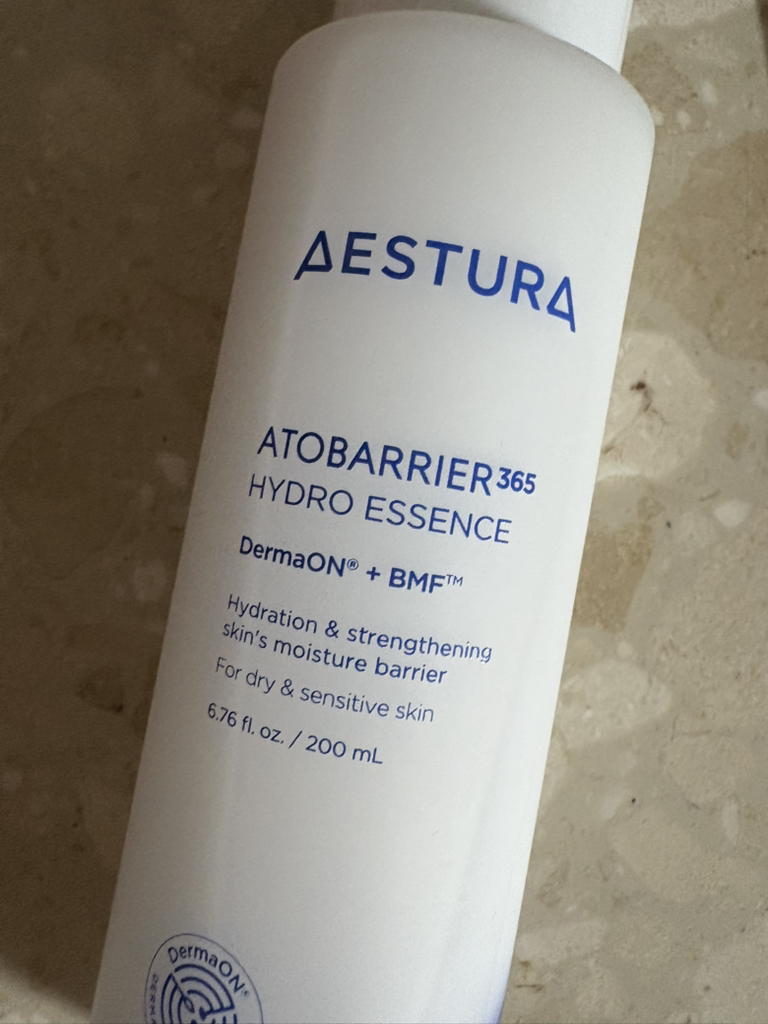 AESTURA
ATOBARRIER365
HYDRO ESSENCE
DermaON® + BMF™
Hydration & strengthening
skin's moisture barrier
For dry & sensitive skin
6.76 fl. oz. / 200 mL
DermaON®